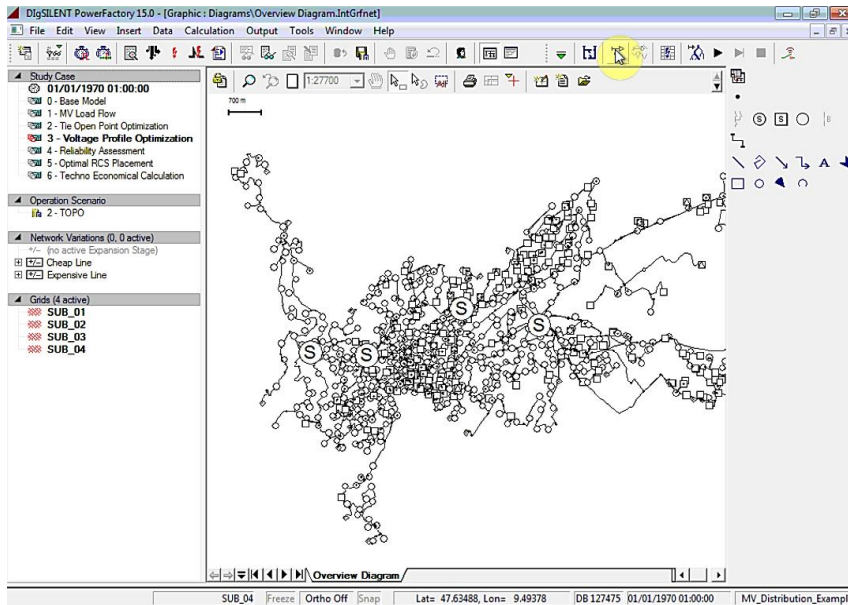 DIgSILENT PowerFactory 15.0 - [Graphic : Diagrams\Overview Diagram.IntGrfnet]
File Edit View Insert Data Calculation Output Tools Window Help
1:27700
Study Case
01/01/1970 01:00:00
0 - Base Model
1 - MV Load Flow
2 - Tie Open Point Optimization
3 - Voltage Profile Optimization
4 - Reliability Assessment
5 - Optimal RCS Placement
6 - Techno Economical Calculation
Operation Scenario
2 - TOPO
Network Variations (0, 0 active)
(no active Expansion Stage)
Cheap Line
Expensive Line
Grids (4 active)
SUB_01
SUB_02
SUB_03
SUB_04
700 m
S
S
S
S
Overview Diagram
SUB_04 Freeze Ortho Off Snap Lat= 47.63488, Lon= 9.49378 DB 127475 01/01/1970 01:00:00 MV_Distribution_Exampl